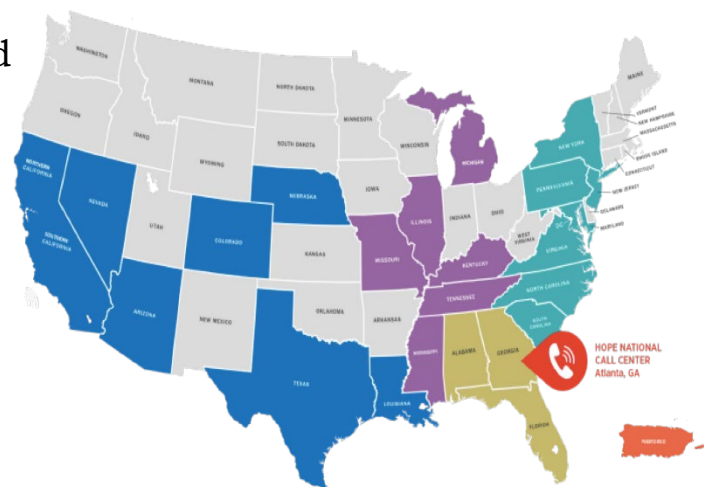 d
WASHINGTON
MONTANA
NORTH DAKOTA
MINNESOTA
MAINE
OREGON
IDAHO
SOUTH DAKOTA
WISCONSIN
MICHIGAN
VERMONT
NEW HAMPSHIRE
MASSACHUSETTS
NEW YORK
RHODE ISLAND
CONNECTICUT
WYOMING
NORTHERN
CALIFORNIA
NEVADA
NEBRASKA
IOWA
PENNSYLVANIA
NEW JERSEY
UTAH
COLORADO
ILLINOIS
INDIANA
OHIO
DELAWARE
MARYLAND
DC
WEST
VIRGINIA
VIRGINIA
SOUTHERN
CALIFORNIA
KANSAS
MISSOURI
KENTUCKY
NORTH CAROLINA
ARIZONA
NEW MEXICO
OKLAHOMA
ARKANSAS
TENNESSEE
SOUTH
CAROLINA
MISSISSIPPI
ALABAMA
GEORGIA
HOPE NATIONAL
CALL CENTER
Atlanta, GA
TEXAS
LOUISIANA
FLORIDA